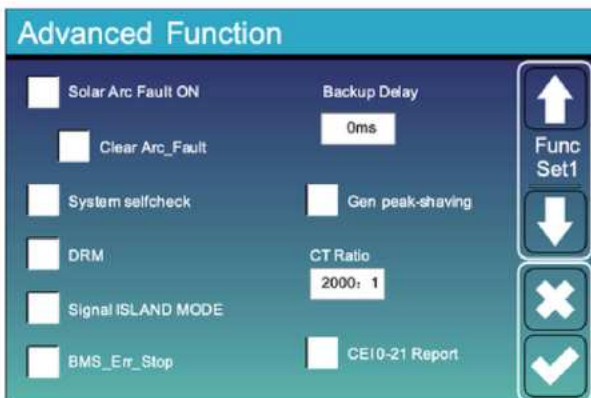 Advanced Function
Solar Arc Fault ON
Clear Arc_Fault
System selfcheck
DRM
Signal ISLAND MODE
BMS_Err_Stop
Backup Delay
0ms
Gen peak-shaving
CT Ratio
2000: 1
CEI0-21 Report
Func
Set1